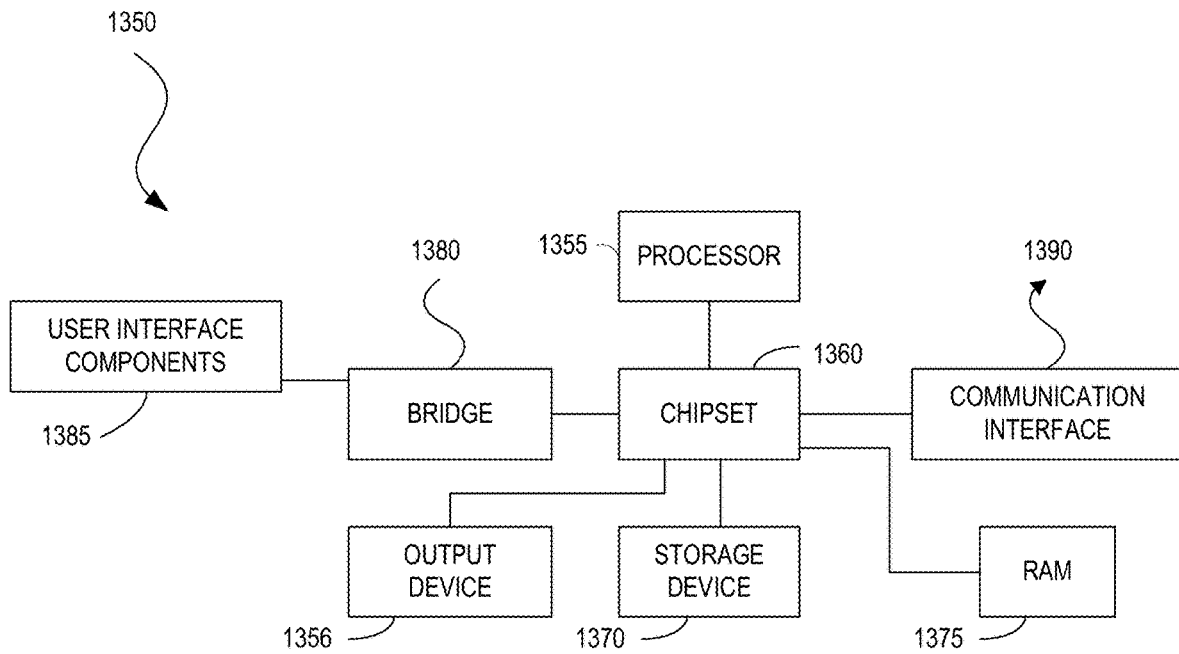 1350
1380
1355
PROCESSOR
1390
USER INTERFACE
COMPONENTS
1385
BRIDGE
1360
CHIPSET
COMMUNICATION
INTERFACE
OUTPUT
DEVICE
1356
STORAGE
DEVICE
1370
RAM
1375